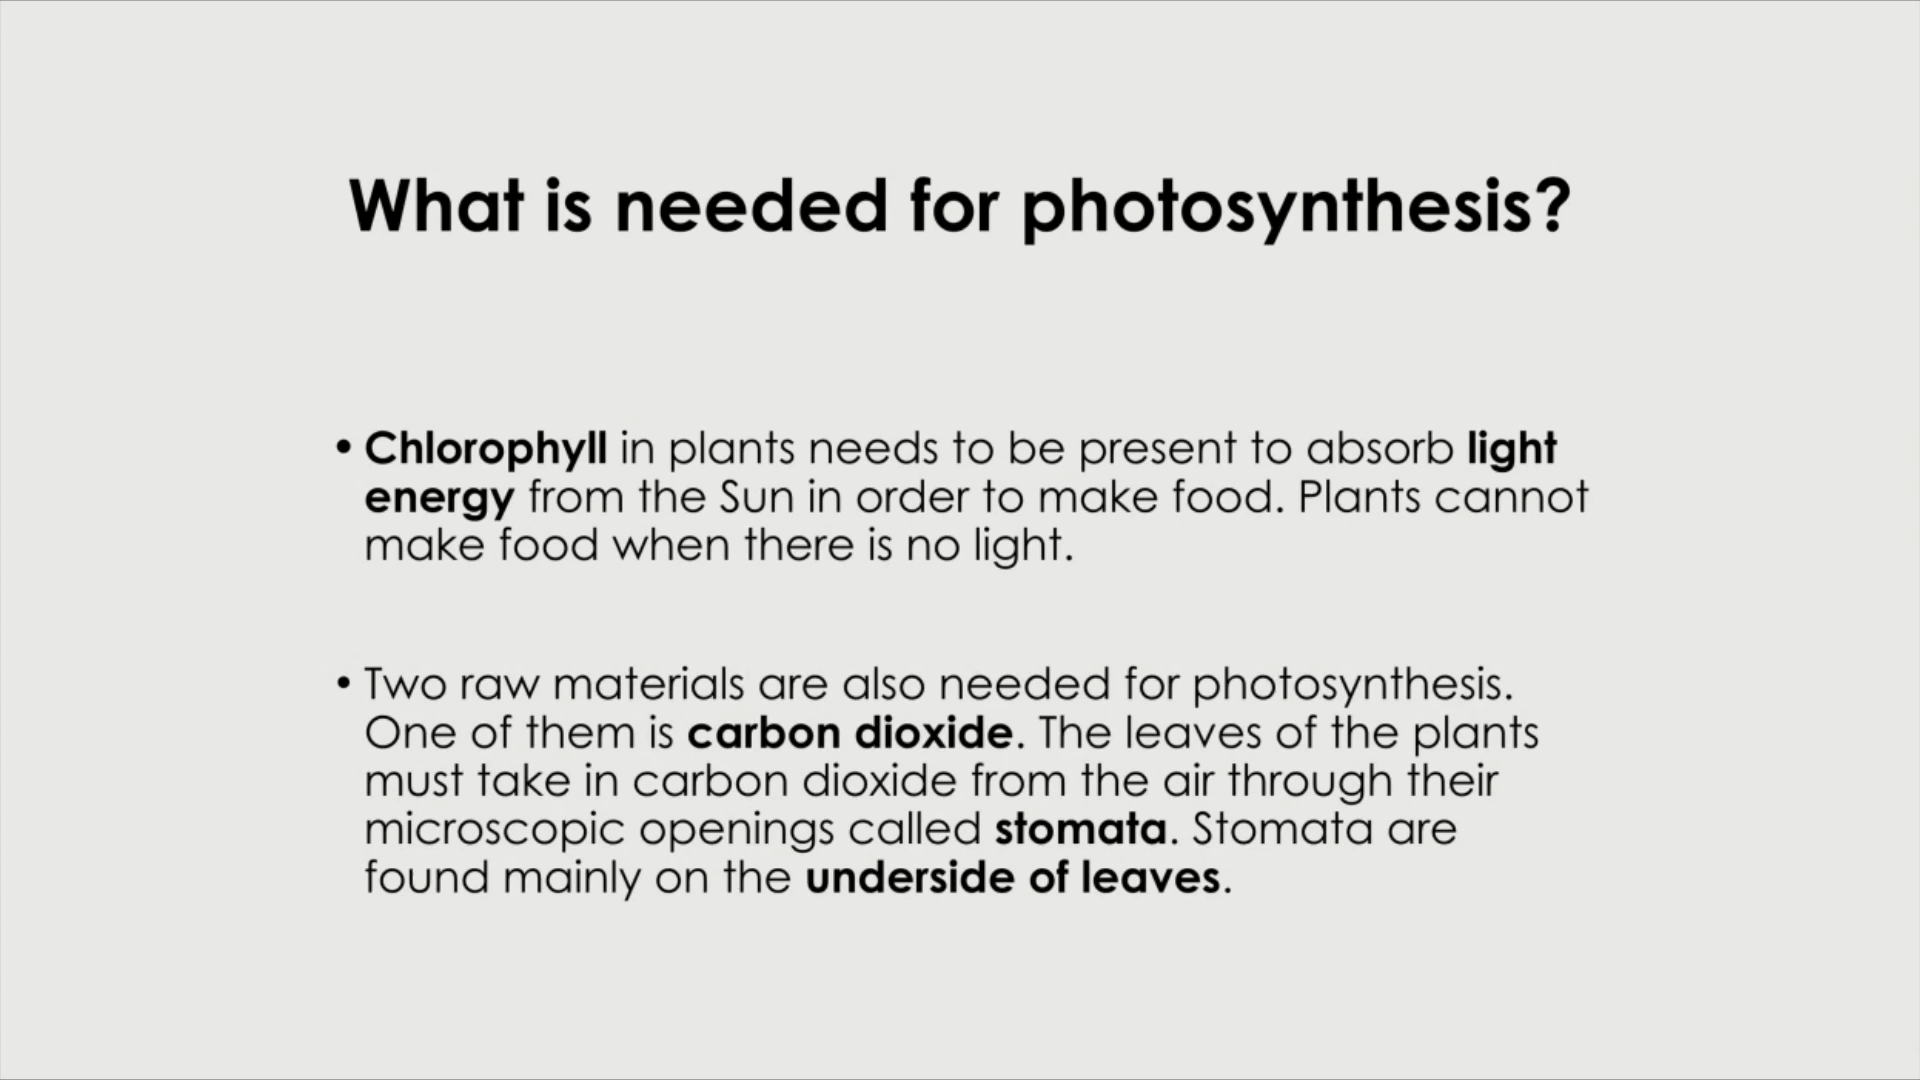 What is needed for photosynthesis?
• Chlorophyll in plants needs to be present to absorb light
energy from the Sun in order to make food. Plants cannot
make food when there is no light.
• Two raw materials are also needed for photosynthesis.
One of them is carbon dioxide. The leaves of the plants
must take in carbon dioxide from the air through their
microscopic openings called stomata. Stomata are
found mainly on the underside of leaves.